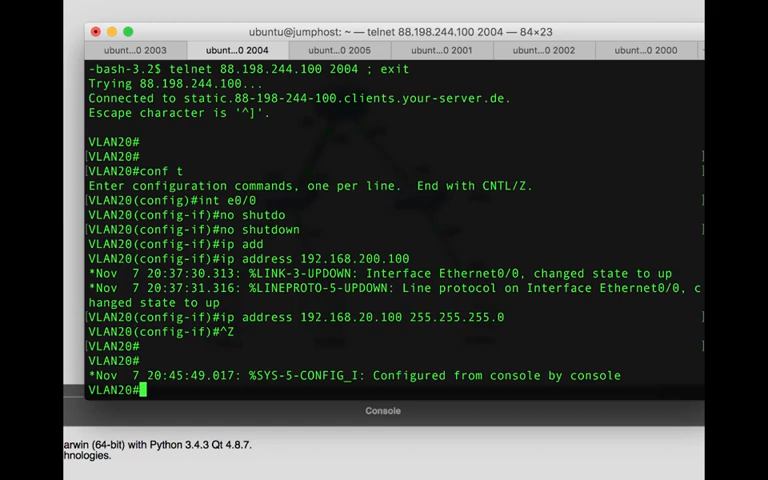 ubuntu@jumphost: ~ — telnet 88.198.244.100 2004 — 84×23
ubunt...0 2003 ubunt...0 2004 ubunt...0 2005 ubunt...0 2001 ubunt...0 2002 ubunt...0 2000
-bash-3.2$ telnet 88.198.244.100 2004 ; exit
Trying 88.198.244.100...
Connected to static.88-198-244-100.clients.your-server.de.
Escape character is '^]'.
VLAN20#
[VLAN20# ]
[VLAN20#conf t ]
Enter configuration commands, one per line. End with CNTL/Z.
[VLAN20(config)#int e0/0 ]
VLAN20(config-if)#no shutdo
[VLAN20(config-if)#no shutdown ]
VLAN20(config-if)#ip add
[VLAN20(config-if)#ip address 192.168.200.100 ]
*Nov 7 20:37:30.313: %LINK-3-UPDOWN: Interface Ethernet0/0, changed state to up
*Nov 7 20:37:31.316: %LINEPROTO-5-UPDOWN: Line protocol on Interface Ethernet0/0, c
hanged state to up
[VLAN20(config-if)#ip address 192.168.20.100 255.255.255.0 ]
VLAN20(config-if)#^Z
[VLAN20# ]
[VLAN20# ]
*Nov 7 20:45:49.017: %SYS-5-CONFIG_I: Configured from console by console
VLAN20#
Console
arwin (64-bit) with Python 3.4.3 Qt 4.8.7.
hnologies.